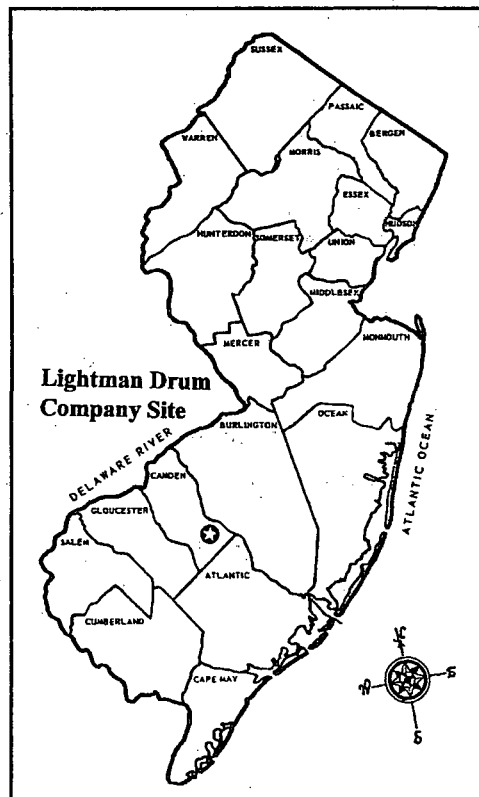 SUSSEX
PASSAIC
BERGEN
WARREN
MORRIS
ESSEX
HUDSON
HUNTERDON
SOMERSET
UNION
MIDDLESEX
MERCER
MONMOUTH
Lightman Drum
Company Site
OCEAN
BURLINGTON
DELAWARE RIVER
ATLANTIC OCEAN
CAMDEN
GLOUCESTER
SALEM
ATLANTIC
CUMBERLAND
CAPE MAY
S